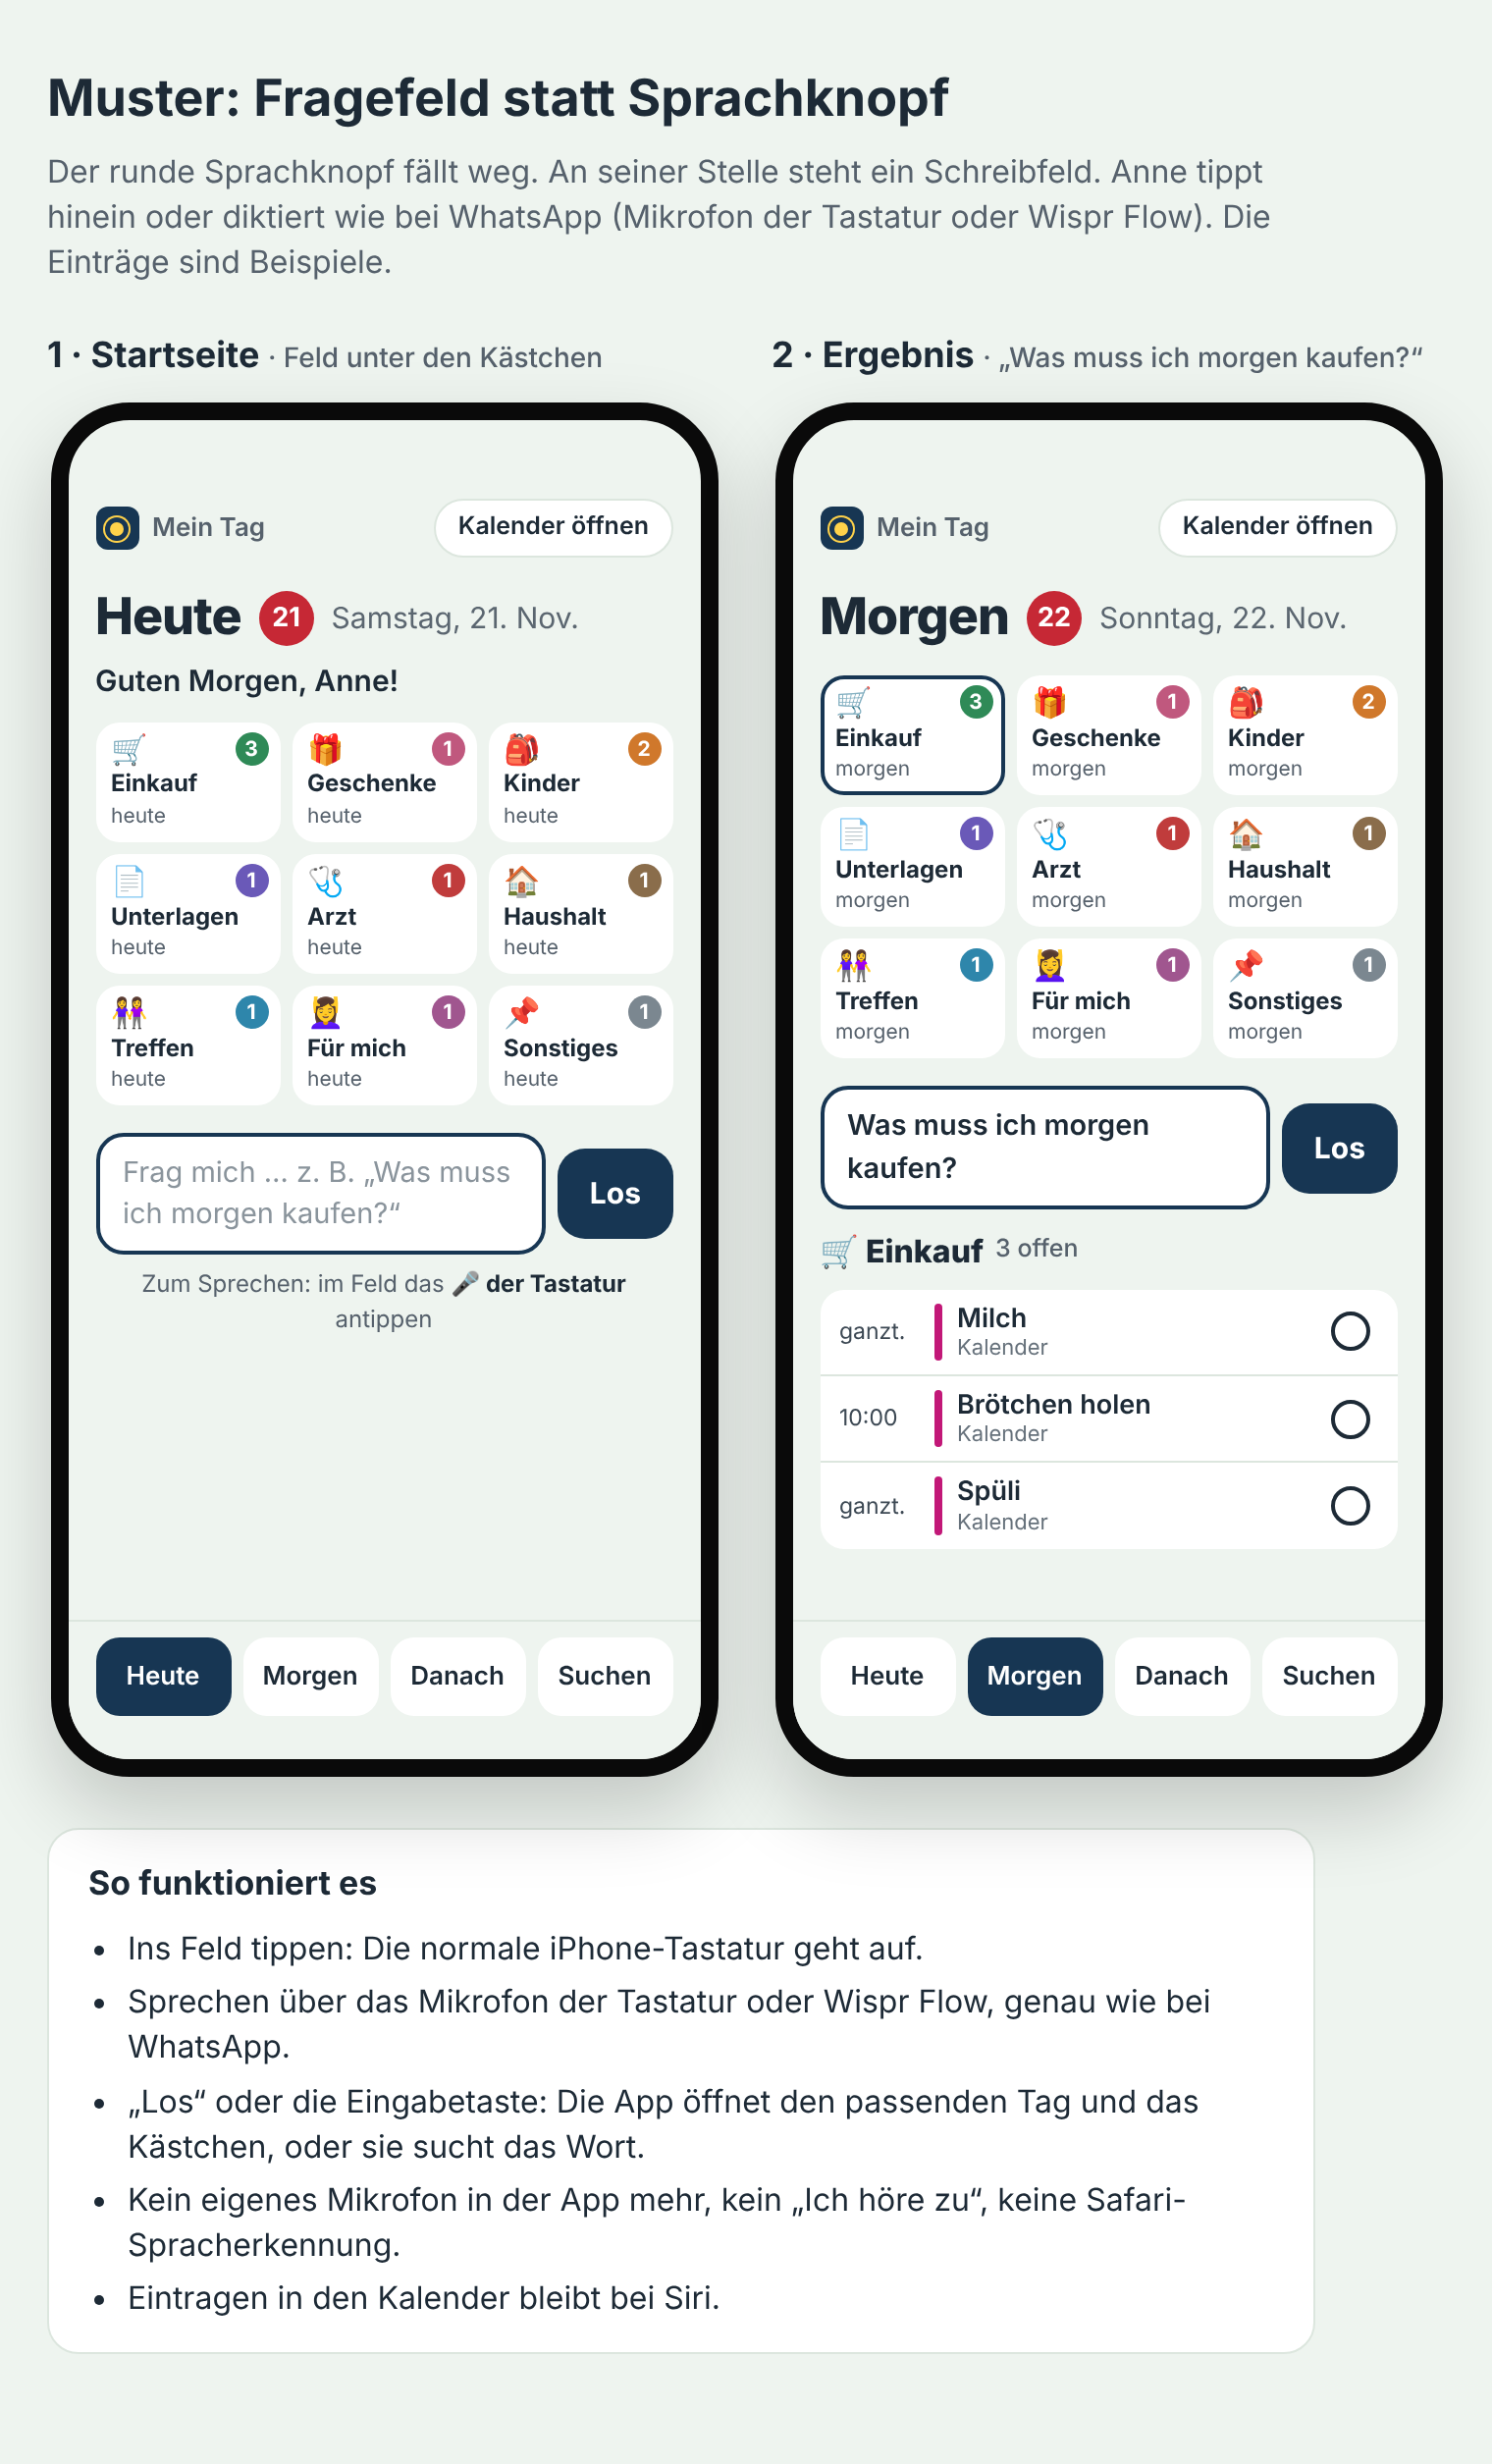 Muster: Fragefeld statt Sprachknopf
Der runde Sprachknopf fällt weg. An seiner Stelle steht ein Schreibfeld. Anne tippt
hinein oder diktiert wie bei WhatsApp (Mikrofon der Tastatur oder Wispr Flow). Die
Einträge sind Beispiele.
1 · Startseite · Feld unter den Kästchen
Mein Tag
Kalender öffnen
Heute 21 Samstag, 21. Nov.
Guten Morgen, Anne!
3
Einkauf
heute
1
Geschenke
heute
2
Kinder
heute
1
Unterlagen
heute
1
Arzt
heute
1
Haushalt
heute
1
Treffen
heute
1
Für mich
heute
1
Sonstiges
heute
Frag mich … z. B. „Was muss
ich morgen kaufen?“
Los
Zum Sprechen: im Feld das 🎤 der Tastatur
antippen
Heute
Morgen
Danach
Suchen
2 · Ergebnis · „Was muss ich morgen kaufen?“
Mein Tag
Kalender öffnen
Morgen 22 Sonntag, 22. Nov.
3
Einkauf
morgen
1
Geschenke
morgen
2
Kinder
morgen
1
Unterlagen
morgen
1
Arzt
morgen
1
Haushalt
morgen
1
Treffen
morgen
1
Für mich
morgen
1
Sonstiges
morgen
Was muss ich morgen
kaufen?
Los
Einkauf 3 offen
ganzt.
Milch
Kalender
10:00
Brötchen holen
Kalender
ganzt.
Spüli
Kalender
Heute
Morgen
Danach
Suchen
So funktioniert es
• Ins Feld tippen: Die normale iPhone-Tastatur geht auf.
• Sprechen über das Mikrofon der Tastatur oder Wispr Flow, genau wie bei
WhatsApp.
• „Los“ oder die Eingabetaste: Die App öffnet den passenden Tag und das
Kästchen, oder sie sucht das Wort.
• Kein eigenes Mikrofon in der App mehr, kein „Ich höre zu“, keine Safari-
Spracherkennung.
• Eintragen in den Kalender bleibt bei Siri.